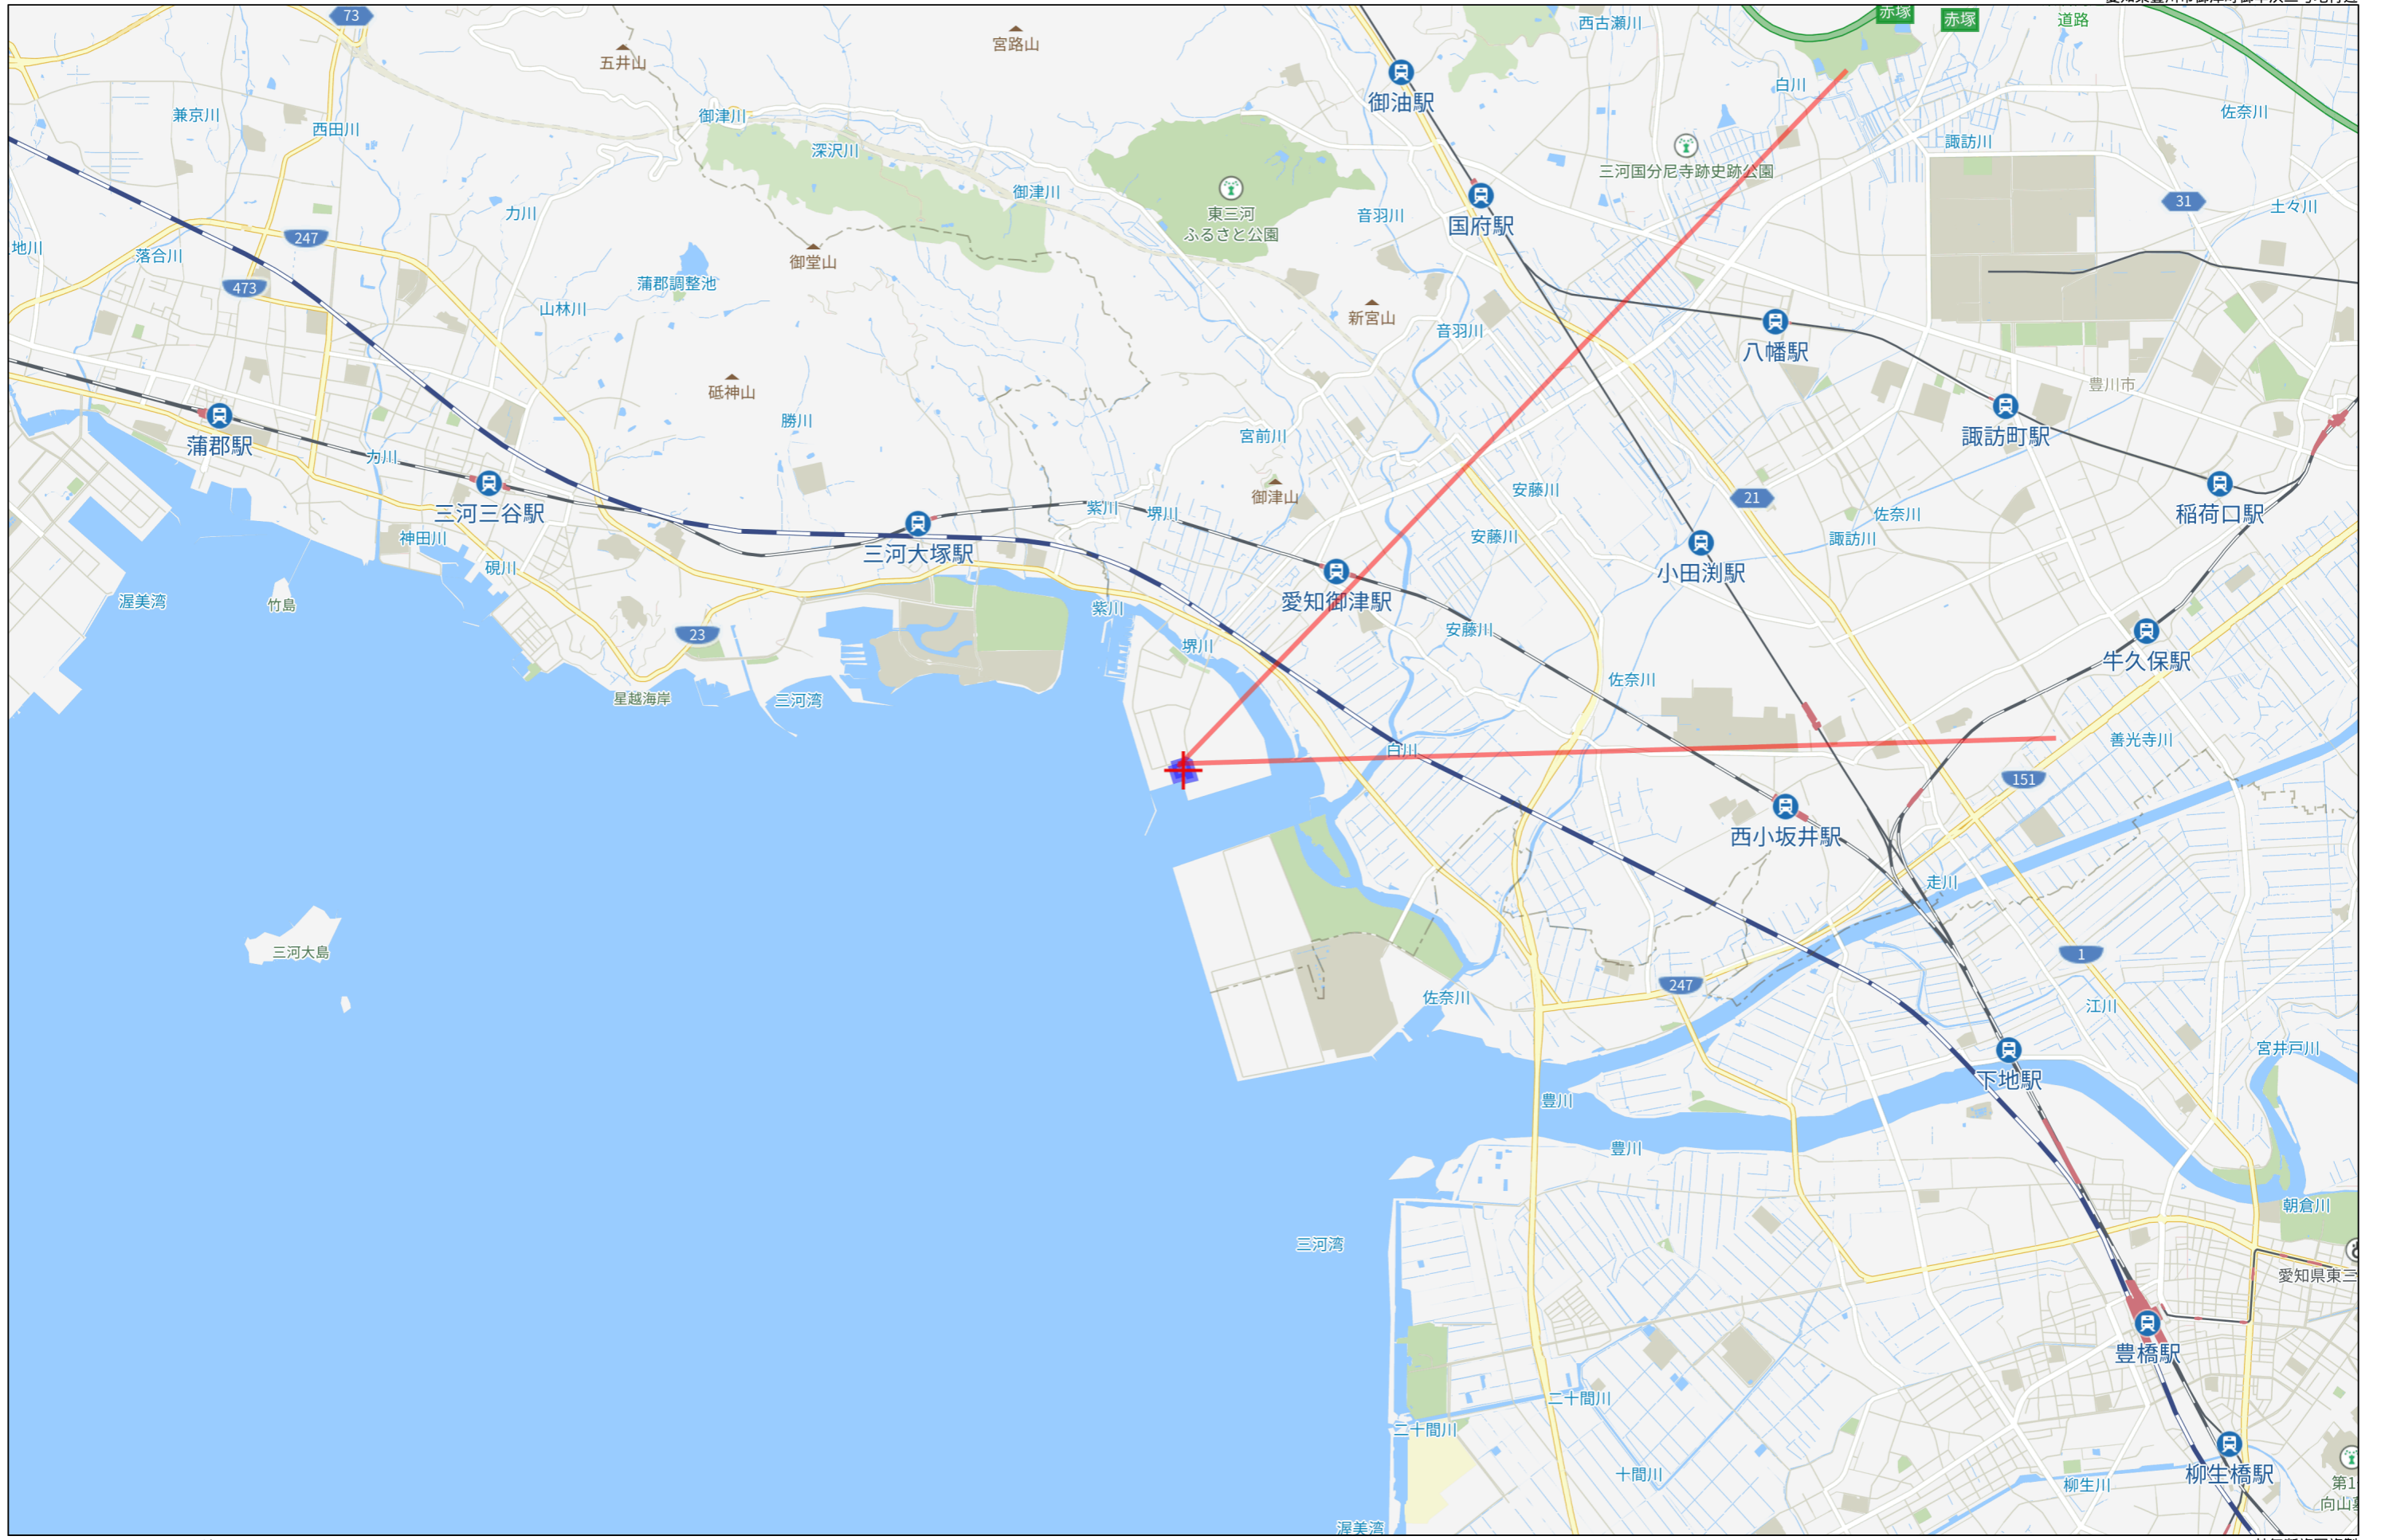 73
五井山
宮路山
西古瀬川
赤塚
赤塚
道路
御油駅
白川
兼京川
西田川
御津川
深沢川
佐奈川
諏訪川
三河国分尼寺跡史跡公園
御津川
東三河
ふるさと公園
力川
音羽川
国府駅
31
土々川
247
地川
落合川
御堂山
蒲郡調整池
473
山林川
新宮山
音羽川
八幡駅
砥神山
豊川市
勝川
宮前川
諏訪町駅
蒲郡駅
力川
三河三谷駅
御津山
安藤川
21
稲荷口駅
紫川
堺川
佐奈川
神田川
三河大塚駅
安藤川
諏訪川
硯川
小田渕駅
渥美湾
竹島
愛知御津駅
紫川
23
堺川
安藤川
牛久保駅
星越海岸
三河湾
佐奈川
白川
善光寺川
151
西小坂井駅
走川
三河大島
1
247
佐奈川
江川
宮井戸川
下地駅
豊川
豊川
朝倉川
三河湾
愛知県東三
豊橋駅
二十間川
二十間川
十間川
柳生橋駅
柳生川
第1
向山
渥美湾